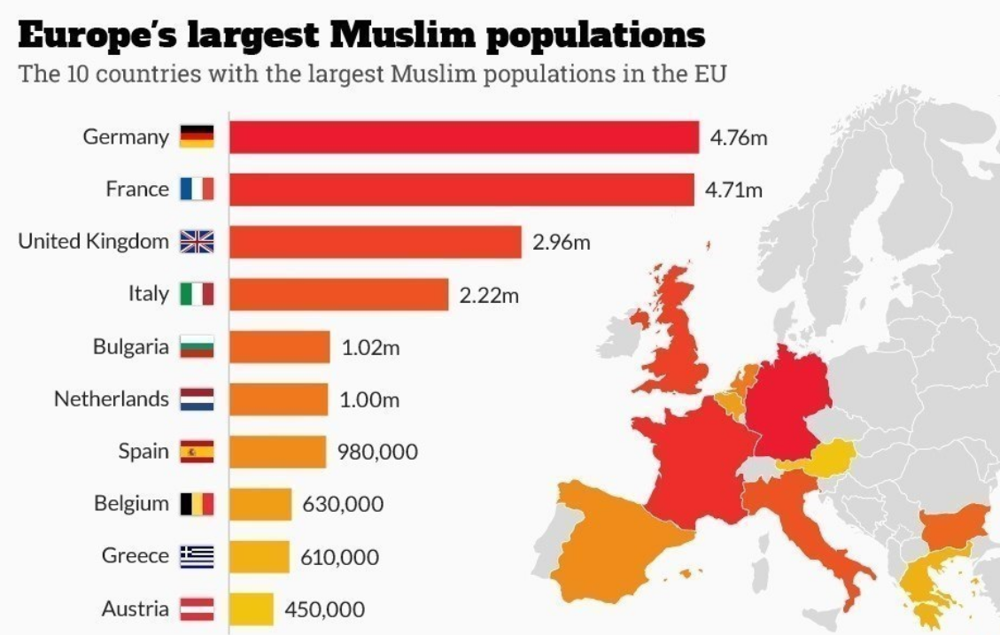 Europe's largest Muslim populations
The 10 countries with the largest Muslim populations in the EU
Germany 4.76m
France 4.71m
United Kingdom 2.96m
Italy 2.22m
Bulgaria 1.02m
Netherlands 1.00m
Spain 980,000
Belgium 630,000
Greece 610,000
Austria 450,000